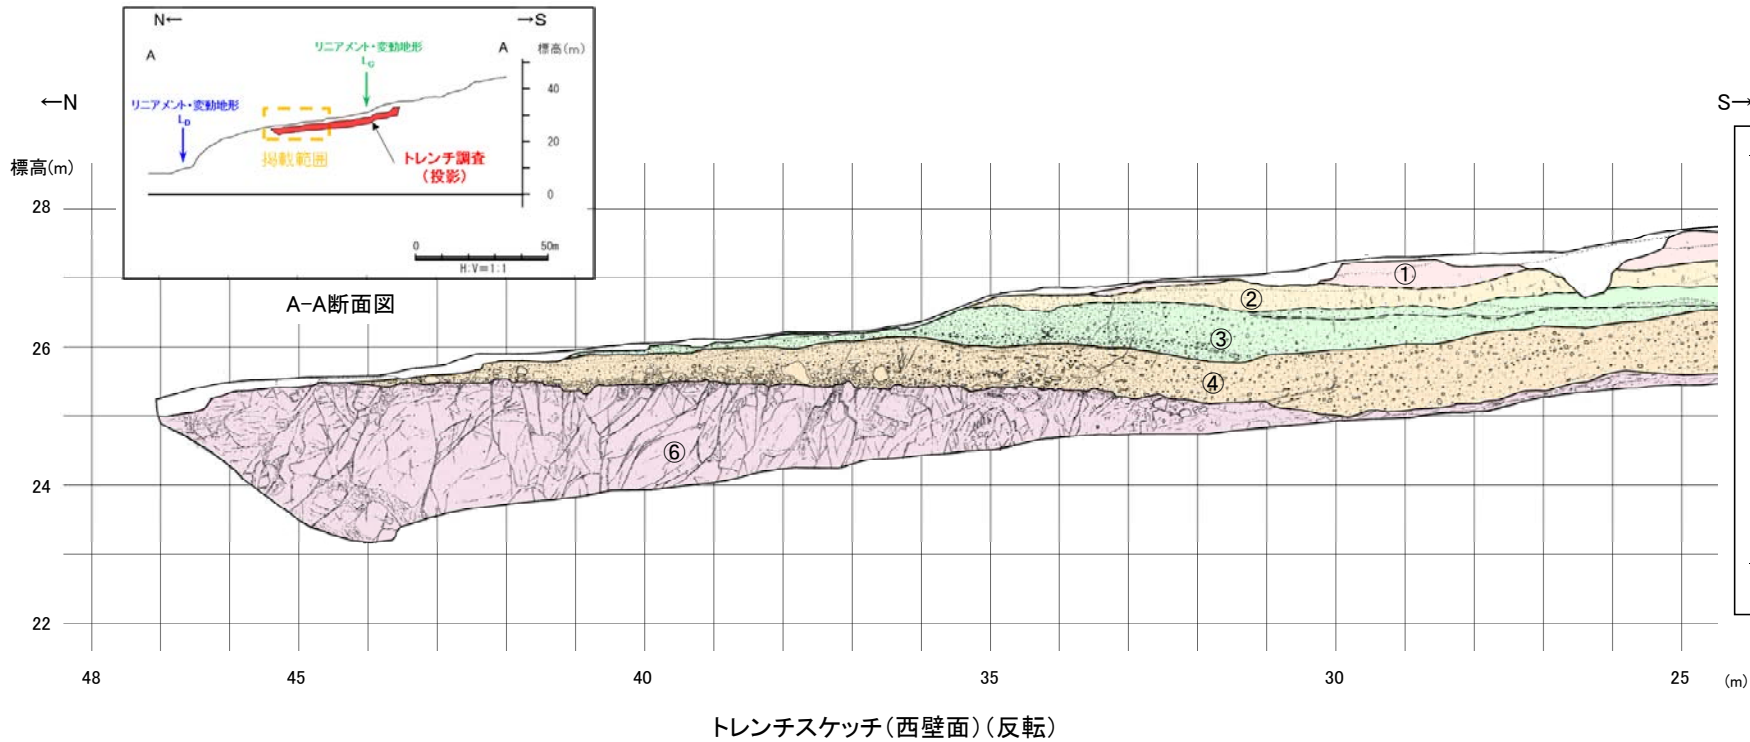 N← →S
A A 標高(m)
リニアメント・変動地形
LG
リニアメント・変動地形
LD
40
20
0
掲載範囲
トレンチ調査
(投影)
0 50m
H:V=1:1
A-A断面図
←N
S→
標高(m)
28
26
24
22
①
②
③
④
⑥
48 45 40 35 30 25 (m)
トレンチスケッチ(西壁面)(反転)